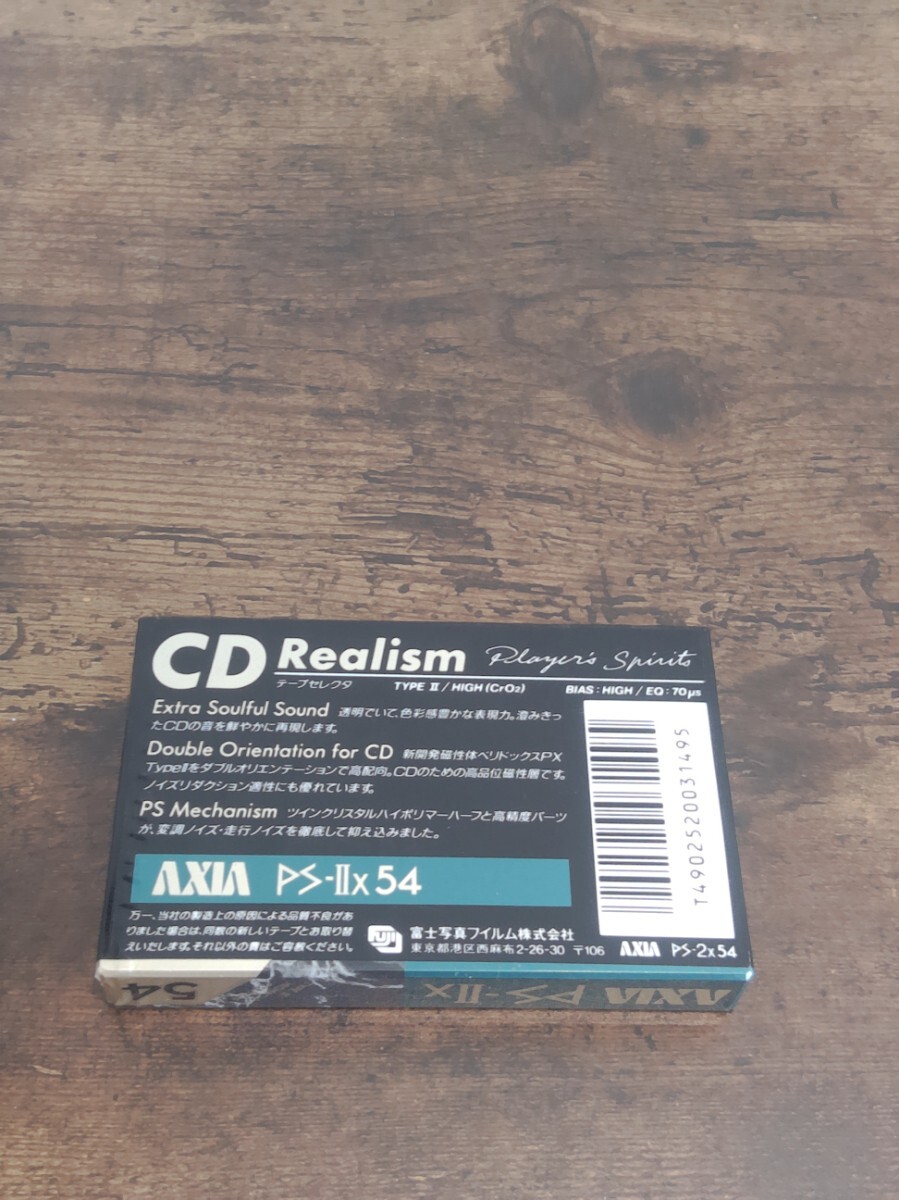 CD Realism Player's Spirits
テープセレクタ TYPE II / HIGH (CrO2) BIAS : HIGH / EQ : 70μs
Extra Soulful Sound 透明でいて、色彩感豊かな表現力。澄みきっ
たCDの音を鮮やかに再現します。
Double Orientation for CD 新開発磁性体ベリドックスPX
TypeIIをダブルオリエンテーションで高配向。CDのための高品位磁性層です。
ノイズリダクション適性にも優れています。
PS Mechanism ツインクリスタルハイポリマーハーフと高精度パーツ
が、変調ノイズ・走行ノイズを徹底して抑え込みました。
AXIA PS-IIx 54
万一、当社の製造上の原因による品質不良があ
りました場合は、同数の新しいテープとお取り替
えいたします。それ以外の責はご容赦ください。
FUJI 富士写真フイルム株式会社
東京都港区西麻布2-26-30 〒106
AXIA PS-2x54
T4902520031495
AXIA PS-IIx 54